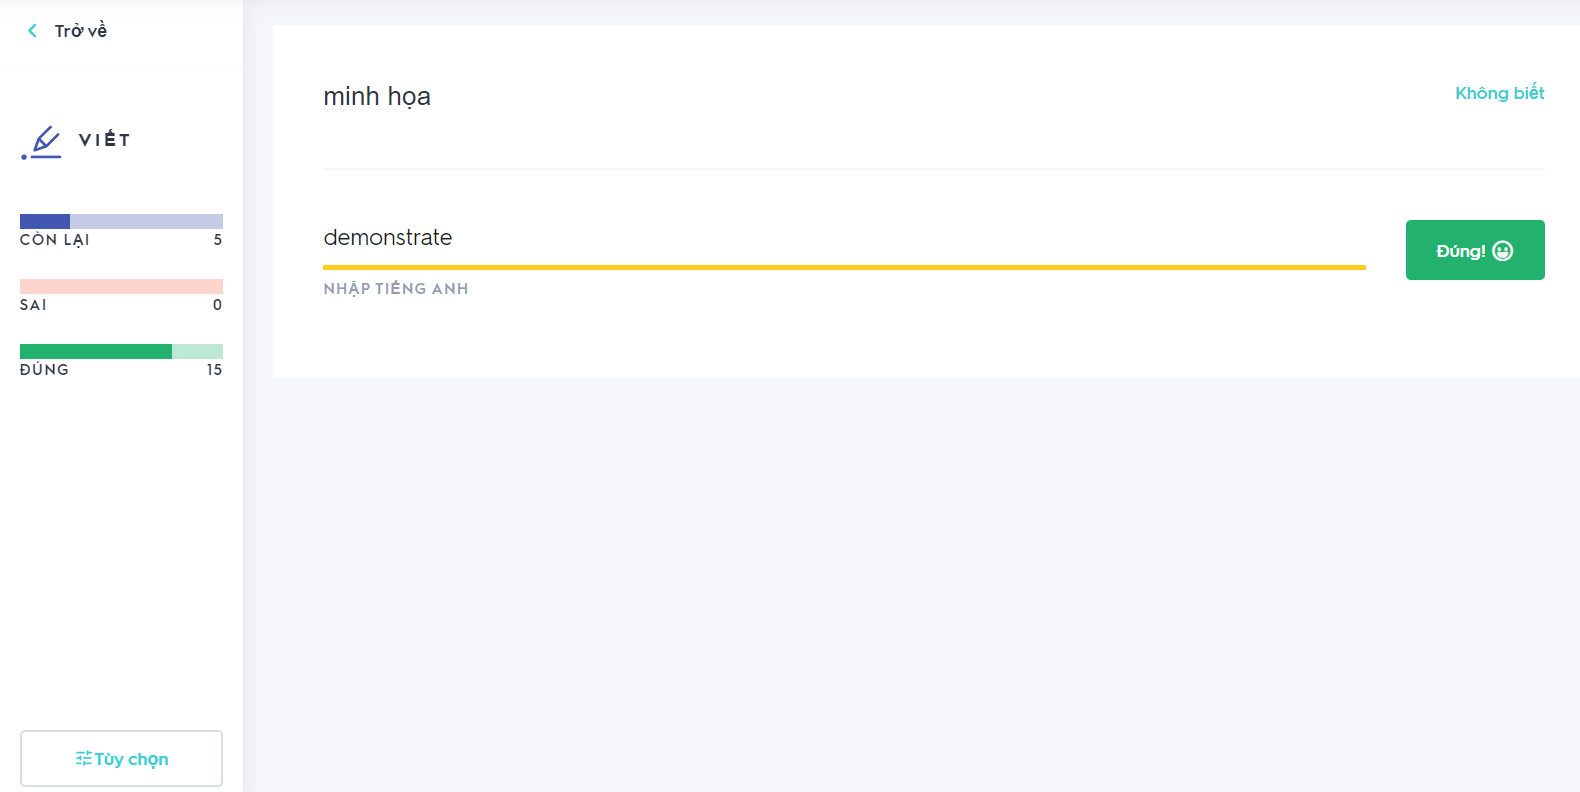 Trở về
VIẾT
CÒN LẠI 5
SAI 0
ĐÚNG 15
Tùy chọn
minh họa
Không biết
demonstrate
Đúng!
NHẬP TIẾNG ANH